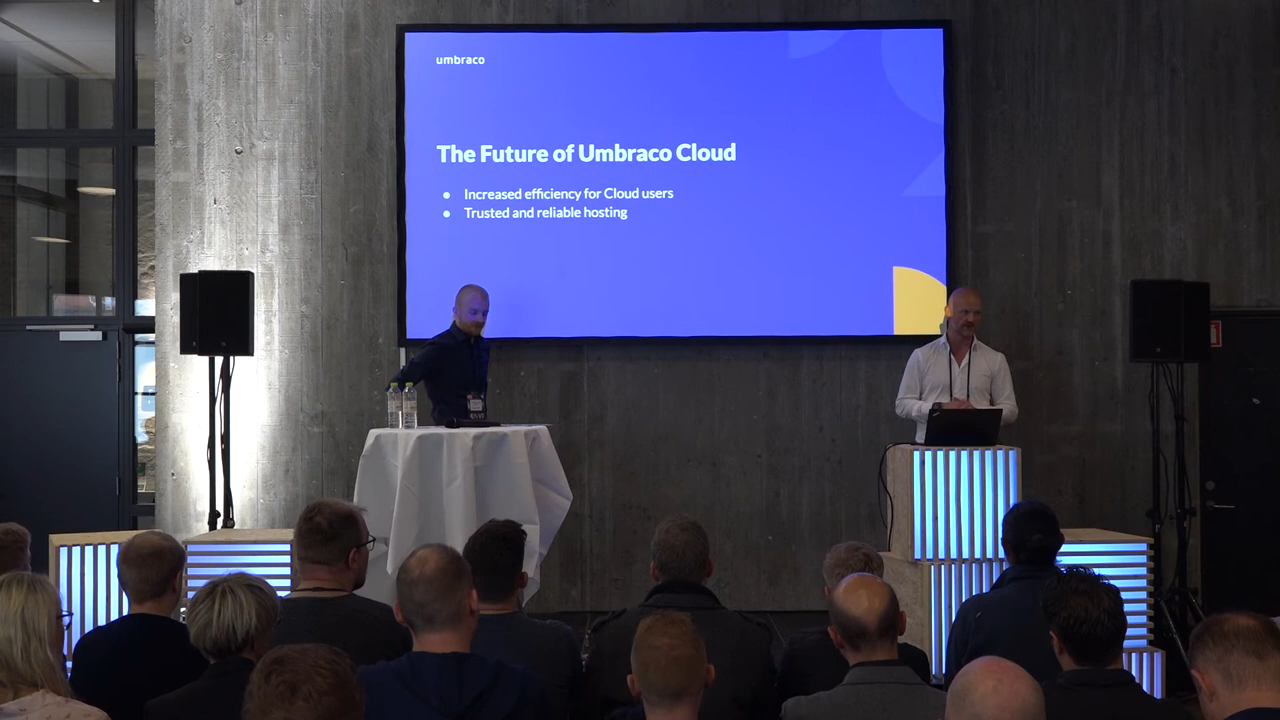 umbraco
The Future of Umbraco Cloud
● Increased efficiency for Cloud users
● Trusted and reliable hosting